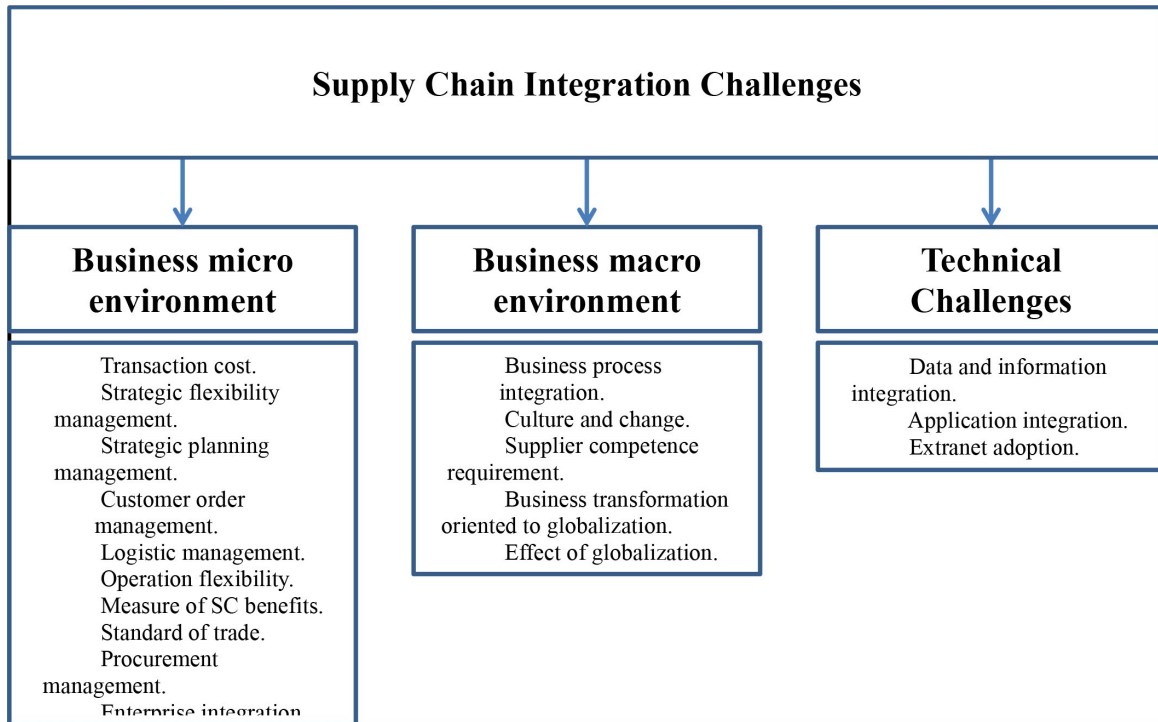 Supply Chain Integration Challenges
Business micro
environment
Transaction cost.
Strategic flexibility
management.
Strategic planning
management.
Customer order
management.
Logistic management.
Operation flexibility.
Measure of SC benefits.
Standard of trade.
Procurement
management.
Enterprise integration
Business macro
environment
Business process
integration.
Culture and change.
Supplier competence
requirement.
Business transformation
oriented to globalization.
Effect of globalization.
Technical
Challenges
Data and information
integration.
Application integration.
Extranet adoption.